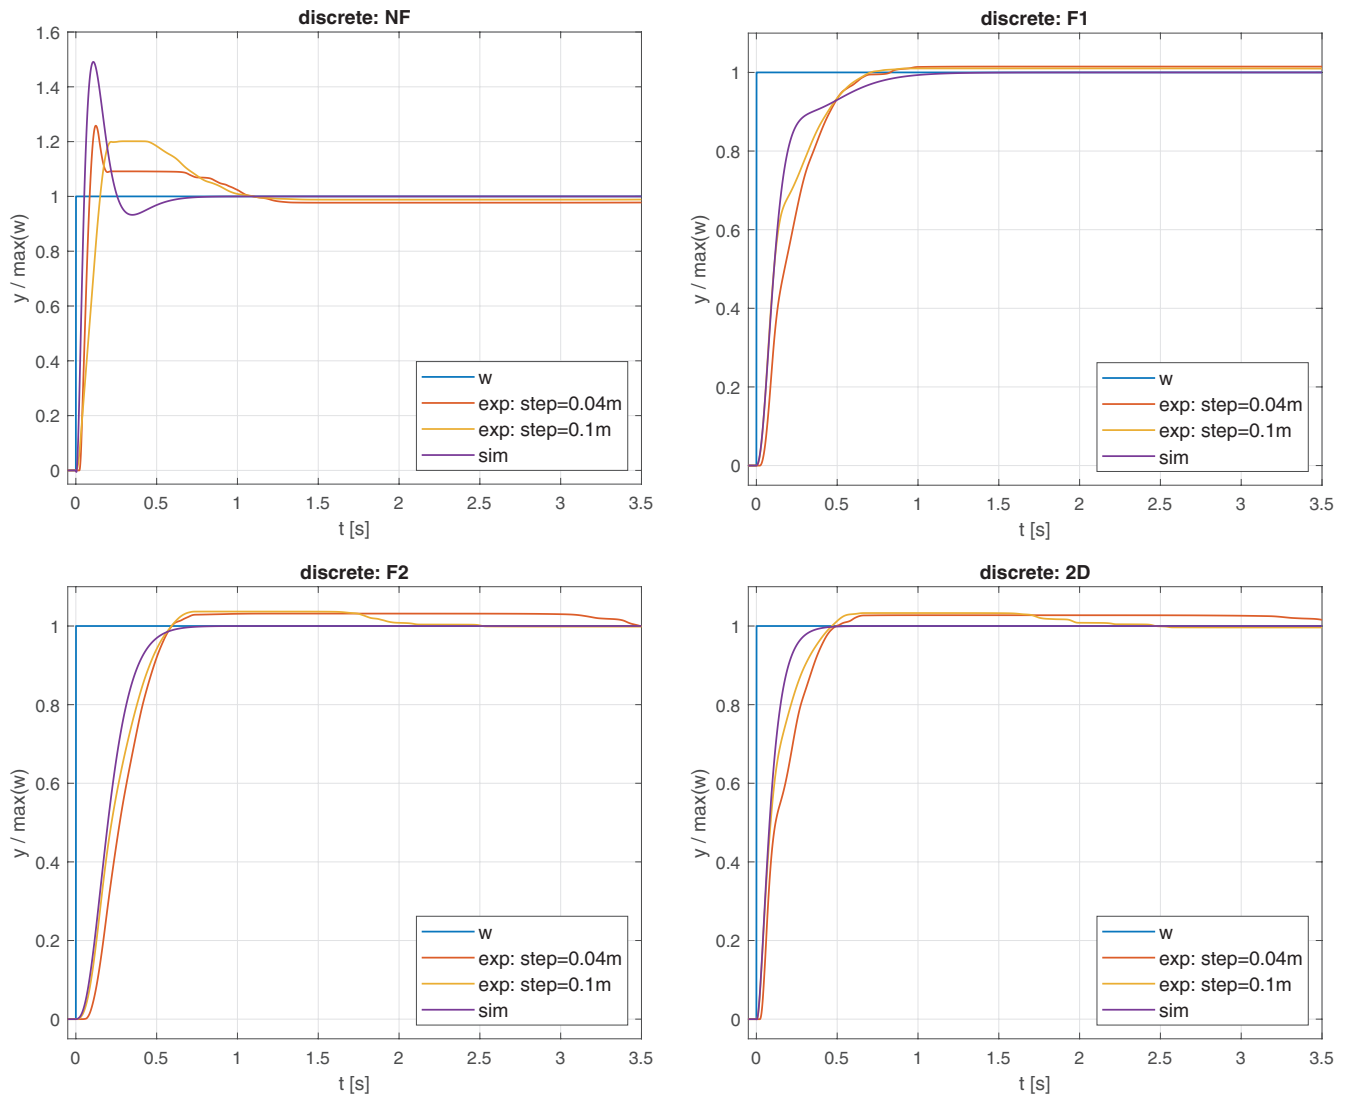 discrete: NF
1.6
1.4
1.2
1
0.8
0.6
0.4
0.2
0
y / max(w)
w
exp: step=0.04m
exp: step=0.1m
sim
0 0.5 1 1.5 2 2.5 3 3.5
t [s]
discrete: F1
1
0.8
0.6
0.4
0.2
0
y / max(w)
w
exp: step=0.04m
exp: step=0.1m
sim
0 0.5 1 1.5 2 2.5 3 3.5
t [s]
discrete: F2
1
0.8
0.6
0.4
0.2
0
y / max(w)
w
exp: step=0.04m
exp: step=0.1m
sim
0 0.5 1 1.5 2 2.5 3 3.5
t [s]
discrete: 2D
1
0.8
0.6
0.4
0.2
0
y / max(w)
w
exp: step=0.04m
exp: step=0.1m
sim
0 0.5 1 1.5 2 2.5 3 3.5
t [s]